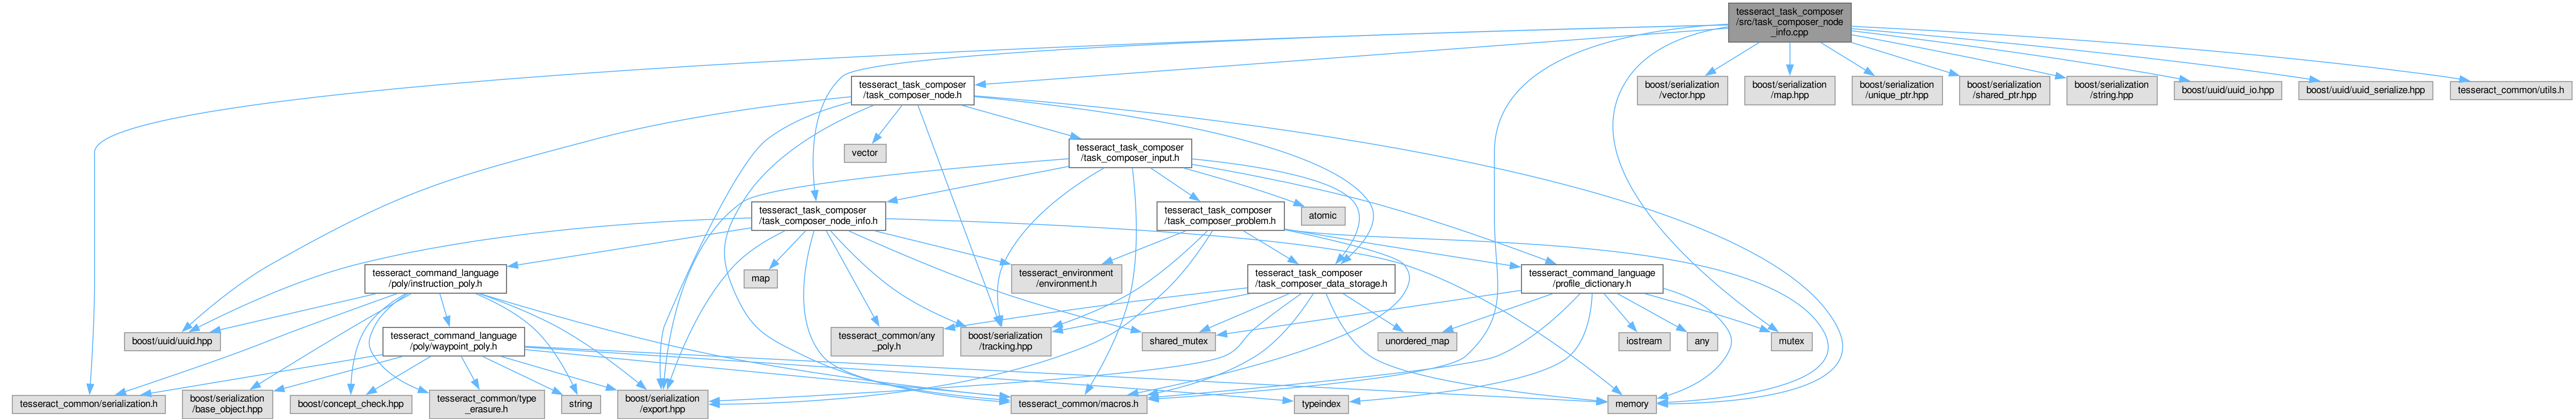 tesseract_task_composer
/src/task_composer_node
_info.cpp
tesseract_task_composer
/task_composer_node.h
boost/serialization
/vector.hpp
boost/serialization
/map.hpp
boost/serialization
/unique_ptr.hpp
boost/serialization
/shared_ptr.hpp
boost/serialization
/string.hpp
boost/uuid/uuid_io.hpp
boost/uuid/uuid_serialize.hpp
tesseract_common/utils.h
vector
tesseract_task_composer
/task_composer_input.h
tesseract_task_composer
/task_composer_node_info.h
tesseract_task_composer
/task_composer_problem.h
atomic
map
tesseract_command_language
/poly/instruction_poly.h
tesseract_environment
/environment.h
tesseract_task_composer
/task_composer_data_storage.h
tesseract_command_language
/profile_dictionary.h
boost/uuid/uuid.hpp
tesseract_command_language
/poly/waypoint_poly.h
tesseract_common/any
_poly.h
boost/serialization
/tracking.hpp
shared_mutex
unordered_map
iostream
any
mutex
tesseract_common/serialization.h
boost/serialization
/base_object.hpp
boost/concept_check.hpp
tesseract_common/type
_erasure.h
string
boost/serialization
/export.hpp
tesseract_common/macros.h
typeindex
memory